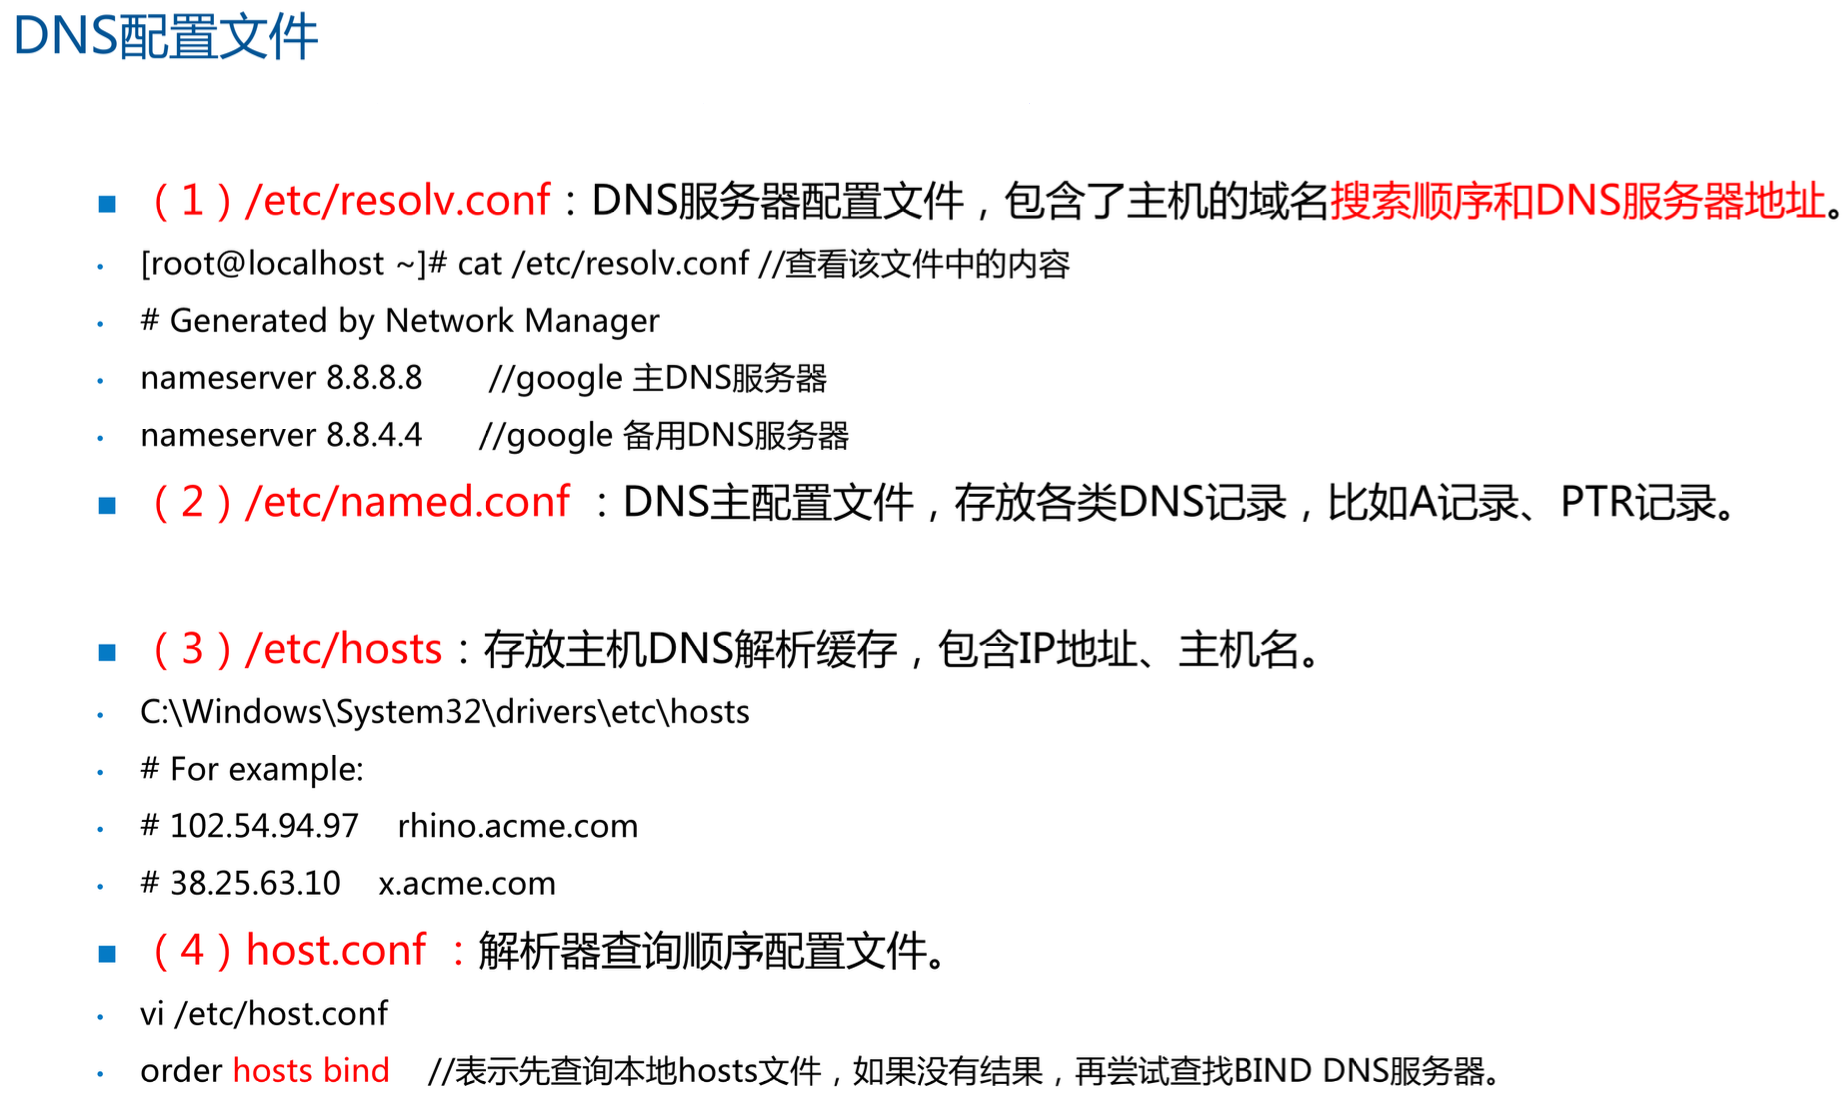 DNS配置文件
■ （1）/etc/resolv.conf：DNS服务器配置文件，包含了主机的域名搜索顺序和DNS服务器地址。
• [root@localhost ~]# cat /etc/resolv.conf //查看该文件中的内容
• # Generated by Network Manager
• nameserver 8.8.8.8 //google 主DNS服务器
• nameserver 8.8.4.4 //google 备用DNS服务器
■ （2）/etc/named.conf ：DNS主配置文件，存放各类DNS记录，比如A记录、PTR记录。
■ （3）/etc/hosts：存放主机DNS解析缓存，包含IP地址、主机名。
• C:\Windows\System32\drivers\etc\hosts
• # For example:
• # 102.54.94.97 rhino.acme.com
• # 38.25.63.10 x.acme.com
■ （4）host.conf ：解析器查询顺序配置文件。
• vi /etc/host.conf
• order hosts bind //表示先查询本地hosts文件，如果没有结果，再尝试查找BIND DNS服务器。